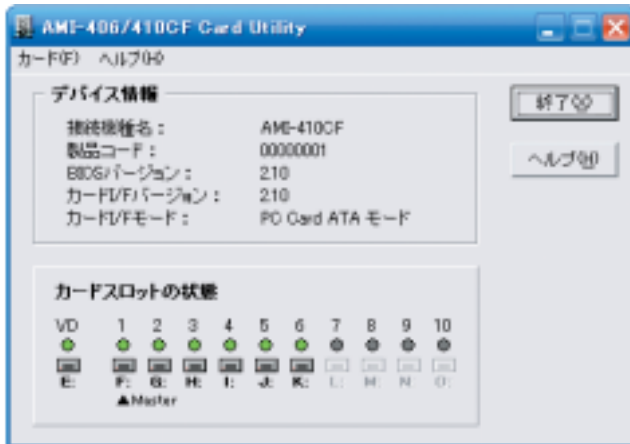 AMI-406/410CF Card Utility
カード(F) ヘルプ(H)
デバイス情報
接続機種名： AMI-410CF
製品コード： 00000001
BIOSバージョン： 2.10
カードI/Fバージョン： 2.10
カードI/Fモード： PC Card ATA モード
終了(X)
ヘルプ(H)
カードスロットの状態
VD 1 2 3 4 5 6 7 8 9 10
E: F: G: H: I: J: K: L: M: N: O:
▲Master